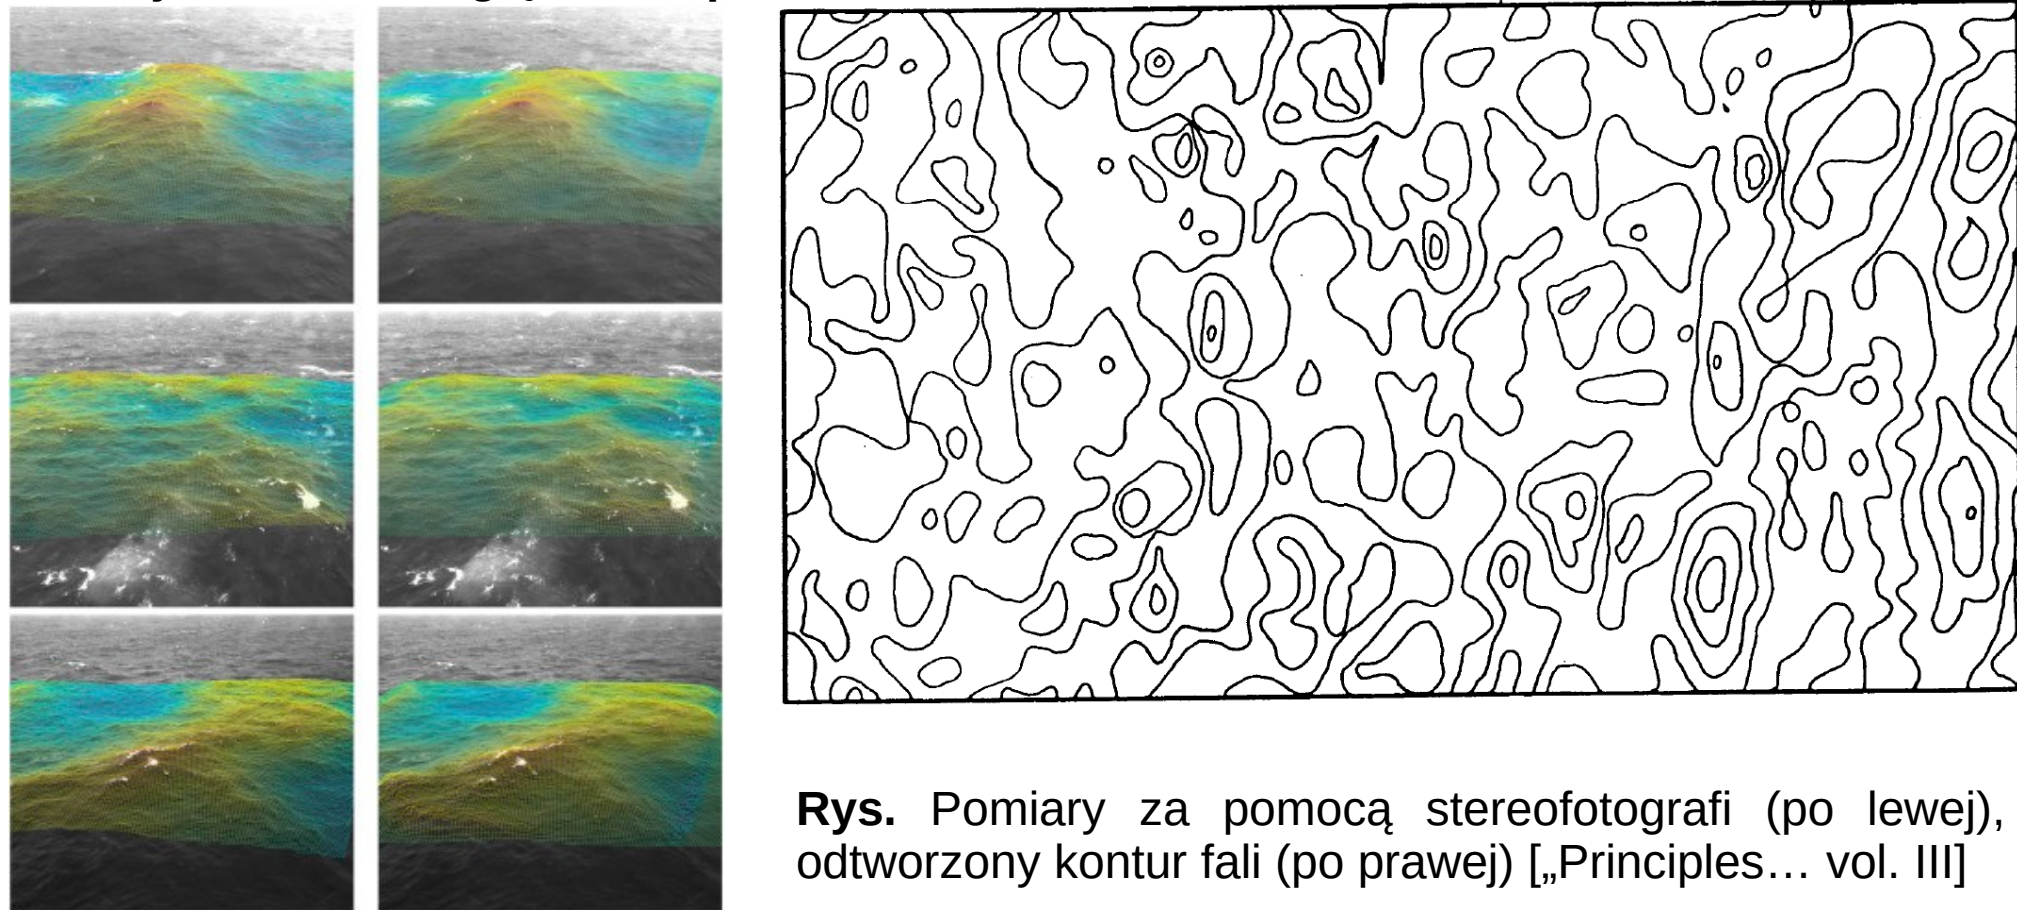 Rys. Pomiary za pomocą stereofotografi (po lewej),
odtworzony kontur fali (po prawej) [„Principles… vol. III]